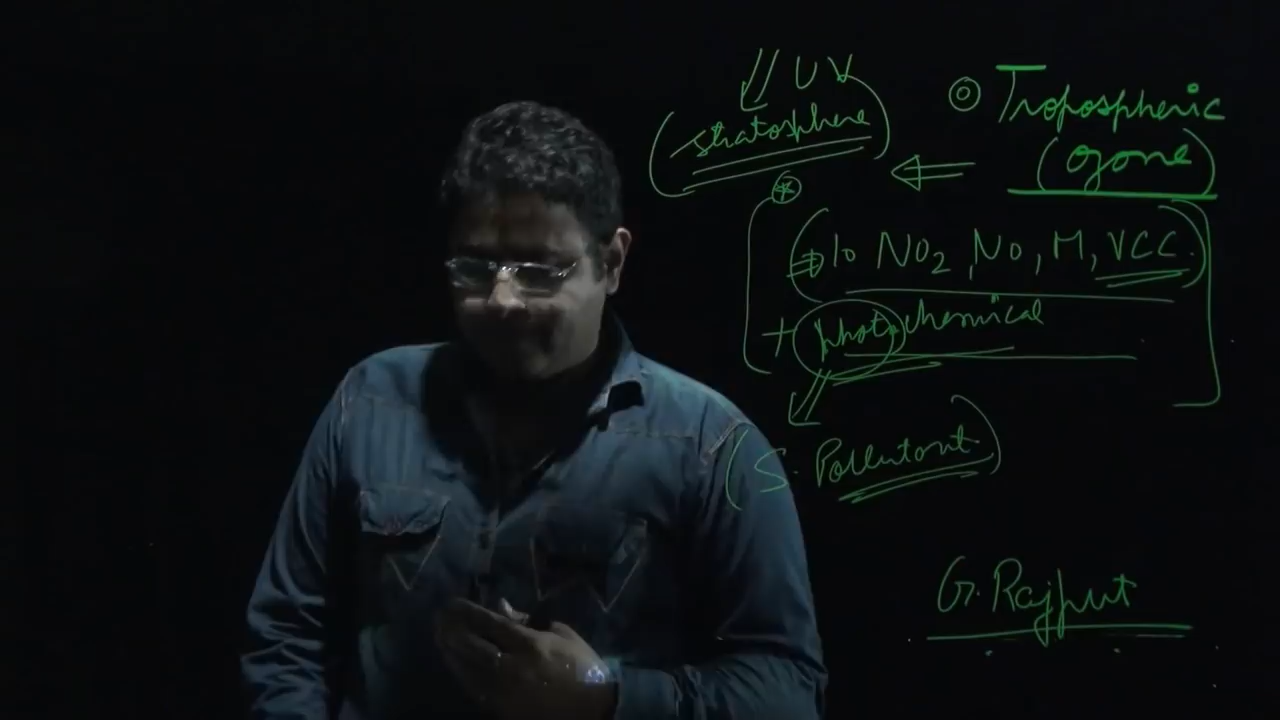 UV
stratosphere
Tropospheric
(ozone)
NO2, NO, M, VCC.
+ photochemical
(S. Pollutant)
G. Rajput